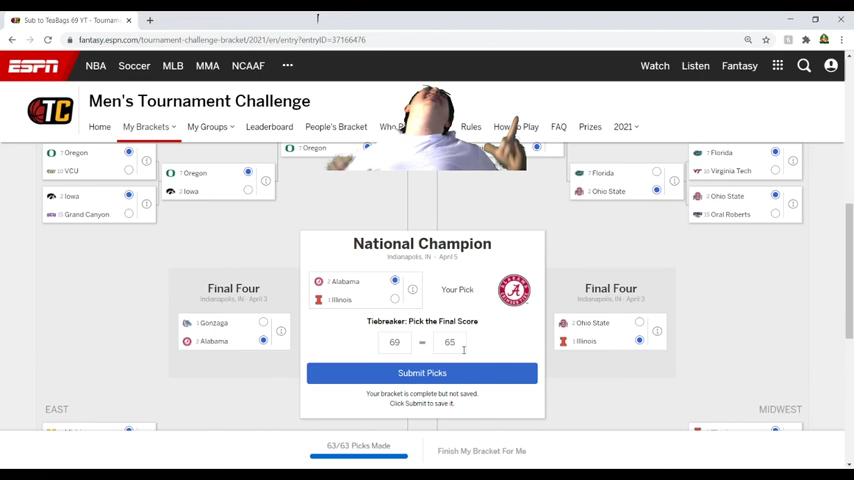 Sub to TeaBags 69 YT - Tournam
fantasy.espn.com/tournament-challenge-bracket/2021/en/entry?entryID=37166476
ESPN
NBA
Soccer
MLB
MMA
NCAAF
Watch
Listen
Fantasy
TC
Men's Tournament Challenge
Home
My Brackets
My Groups
Leaderboard
People's Bracket
Who P
Rules
How to Play
FAQ
Prizes
2021
7 Oregon
10 VCU
2 Iowa
15 Grand Canyon
7 Oregon
2 Iowa
7 Oregon
7 Florida
2 Ohio State
7 Florida
10 Virginia Tech
2 Ohio State
15 Oral Roberts
National Champion
Indianapolis, IN - April 5
2 Alabama
1 Illinois
Your Pick
Tiebreaker: Pick the Final Score
69 – 65
Submit Picks
Your bracket is complete but not saved.
Click Submit to save it.
Final Four
Indianapolis, IN - April 3
1 Gonzaga
2 Alabama
Final Four
Indianapolis, IN - April 3
2 Ohio State
1 Illinois
EAST
MIDWEST
63/63 Picks Made
Finish My Bracket For Me